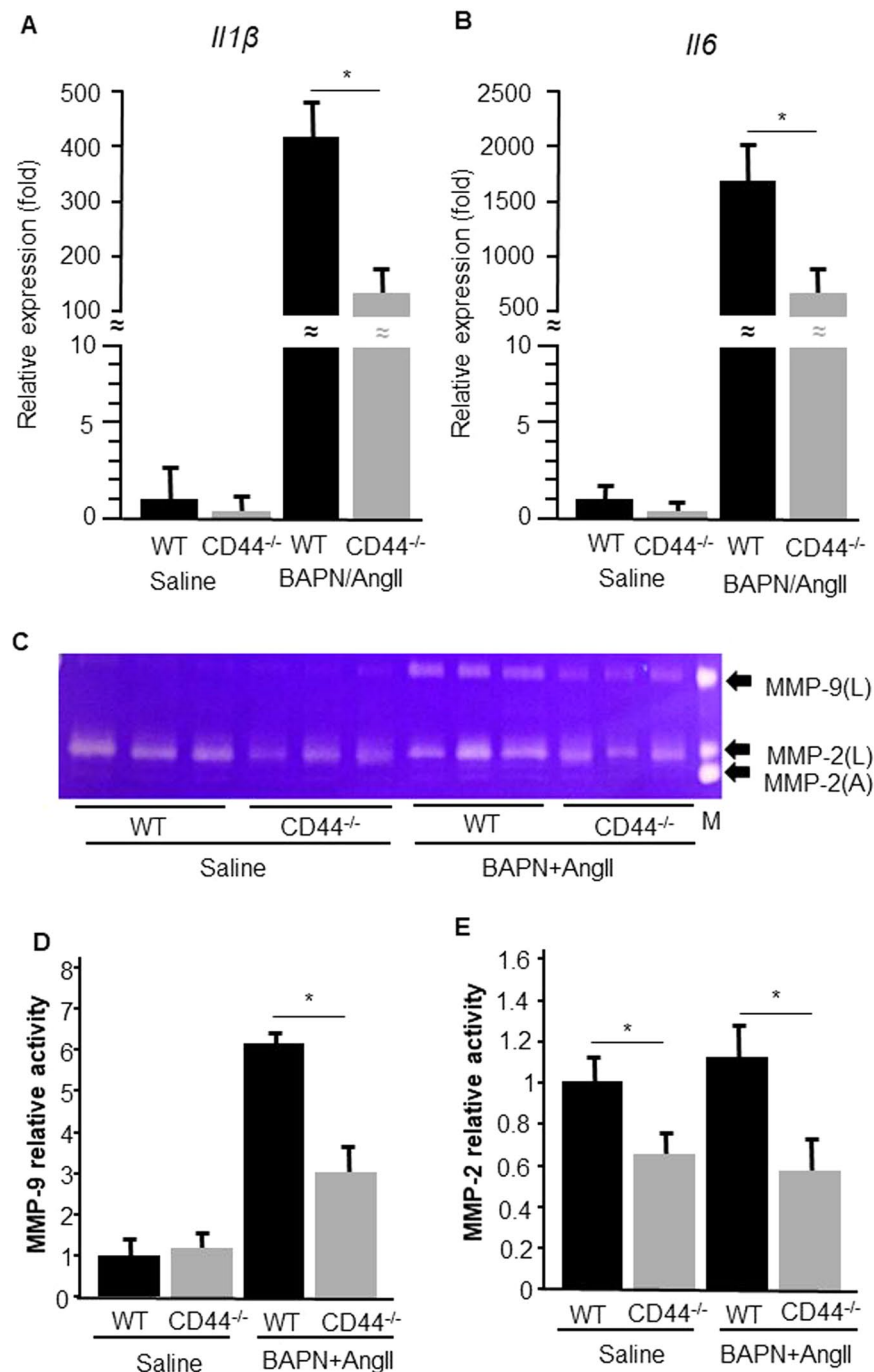 A
Il1β
Relative expression (fold)
500
400
300
200
100
≈
10
5
0
*
≈
≈
WT
CD44-/-
WT
CD44-/-
Saline
BAPN/AngII
B
Il6
Relative expression (fold)
2500
2000
1500
1000
500
≈
10
5
0
*
≈
≈
WT
CD44-/-
WT
CD44-/-
Saline
BAPN/AngII
C
MMP-9(L)
MMP-2(L)
MMP-2(A)
WT
CD44-/-
WT
CD44-/-
M
Saline
BAPN+AngII
D
MMP-9 relative activity
8
7
6
5
4
3
2
1
0
*
WT
CD44-/-
WT
CD44-/-
Saline
BAPN+AngII
E
MMP-2 relative activity
1.6
1.4
1.2
1
0.8
0.6
0.4
0.2
0
*
*
WT
CD44-/-
WT
CD44-/-
Saline
BAPN+AngII